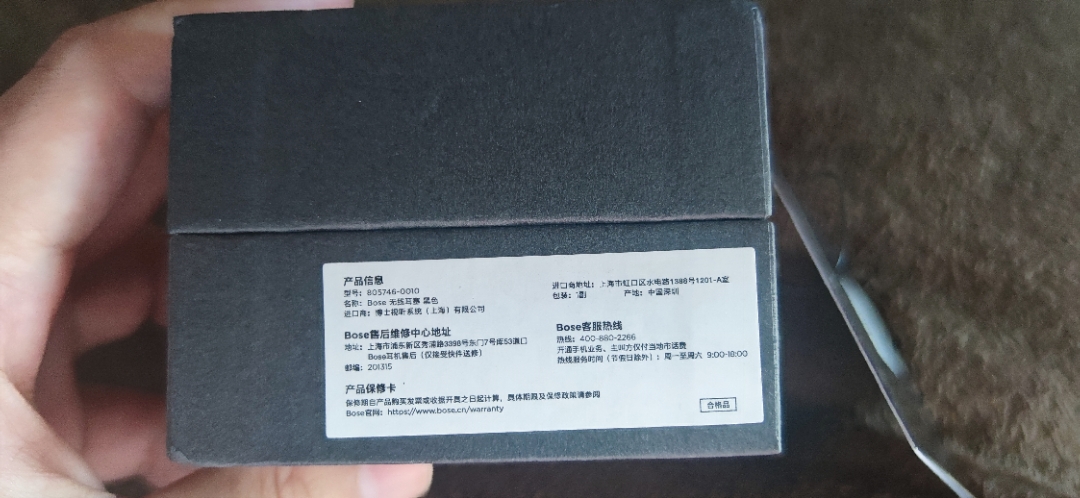 产品信息
型号：805746-0010
名称：Bose 无线耳塞 黑色
进口商：博士视听系统（上海）有限公司
进口商地址：上海市虹口区水电路1388号1201-A室
包装： 产地：中国深圳
Bose售后维修中心地址
地址：上海市浦东新区秀浦路3398号东门7号库53道口
Bose耳机售后（仅接受快件送修）
邮编：201315
Bose客服热线
热线：400-880-2266
开通手机业务、主叫方仅付当地市话费
热线服务时间（节假日除外）：周一至周六 9:00-18:00
产品保修卡
保修期自产品购买发票或收据开具之日起计算，具体期限及保修政策请参阅
Bose官网：https://www.bose.cn/warranty
合格品